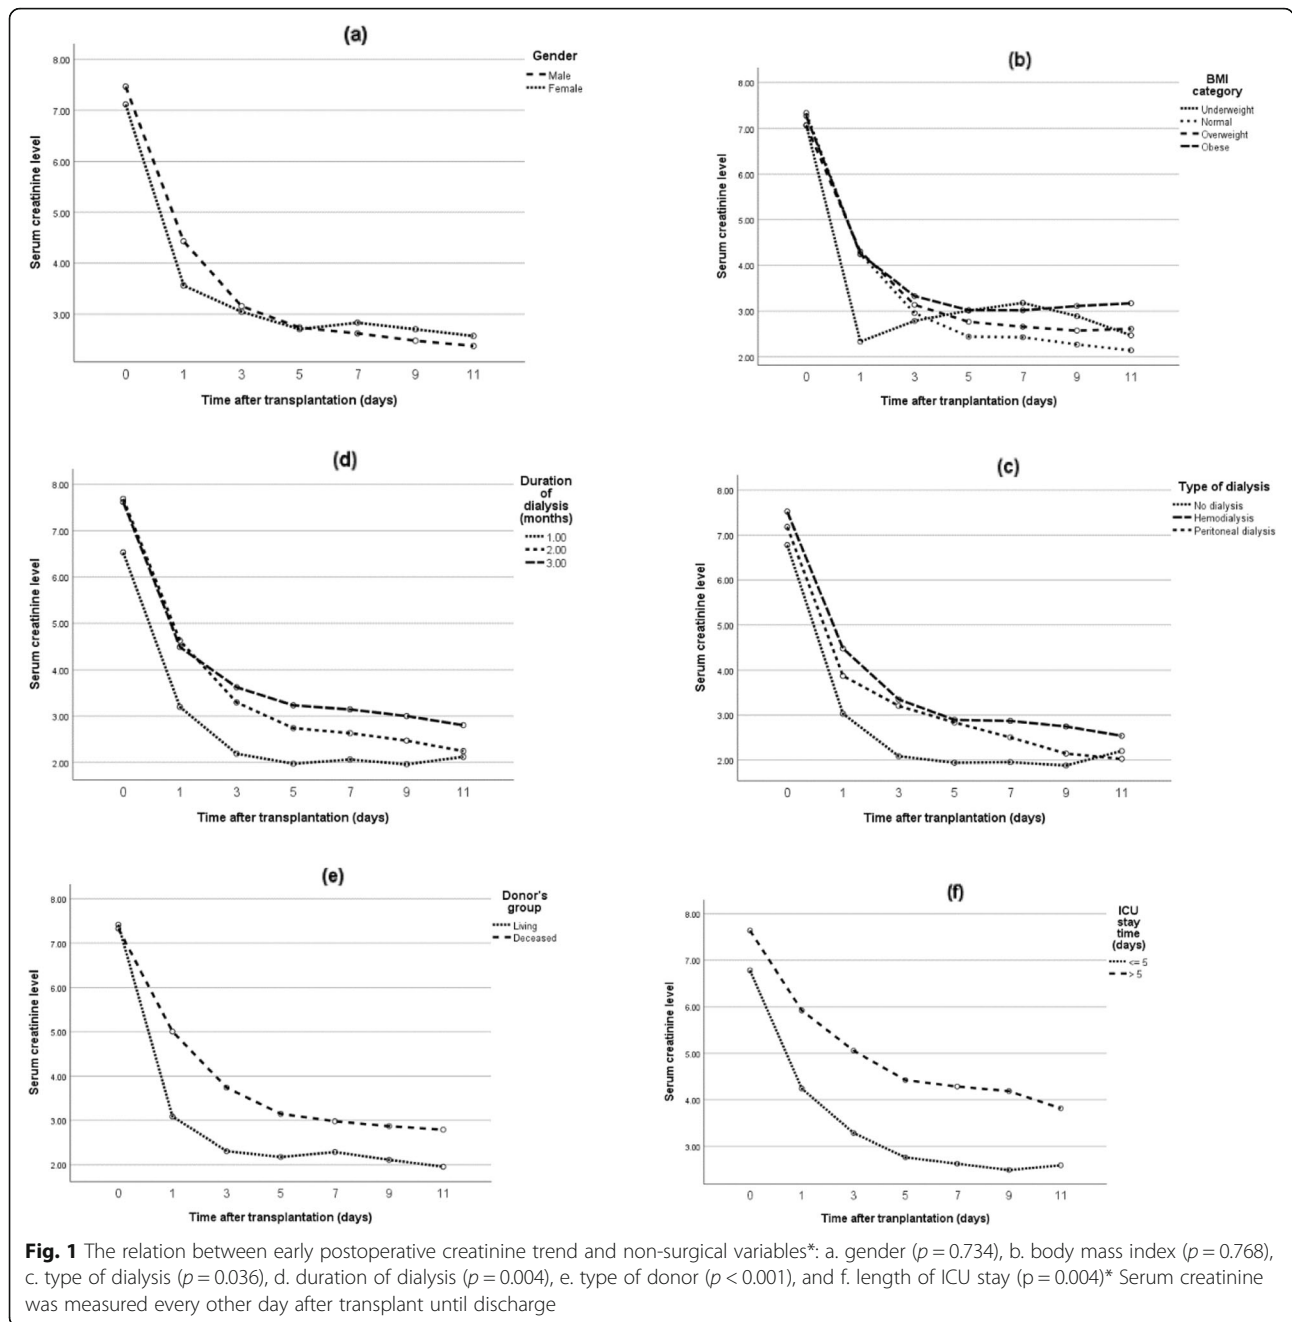 (a)
Gender
Male
Female
8.00
7.00
6.00
5.00
4.00
3.00
Serum creatinine level
0 1 3 5 7 9 11
Time after transplantation (days)
(b)
BMI
category
Underweight
Normal
Overweight
Obese
8.00
7.00
6.00
5.00
4.00
3.00
2.00
Serum creatinine level
0 1 3 5 7 9 11
Time after tranplantation (days)
(d)
Duration
of
dialysis
(months)
1.00
2.00
3.00
8.00
7.00
6.00
5.00
4.00
3.00
2.00
Serum creatinine level
0 1 3 5 7 9 11
Time after transplantation (days)
(c)
Type of dialysis
No dialysis
Hemodialysis
Peritoneal dialysis
8.00
7.00
6.00
5.00
4.00
3.00
2.00
Serum creatinine level
0 1 3 5 7 9 11
Time after tranplantation (days)
(e)
Donor's
group
Living
Deceased
8.00
7.00
6.00
5.00
4.00
3.00
2.00
Serum creatinine level
0 1 3 5 7 9 11
Time after transplantation (days)
(f)
ICU
stay
time
(days)
<= 5
> 5
8.00
7.00
6.00
5.00
4.00
3.00
Serum creatinine level
0 1 3 5 7 9 11
Time after transplantation (days)
Fig. 1 The relation between early postoperative creatinine trend and non-surgical variables*: a. gender (p = 0.734), b. body mass index (p = 0.768),
c. type of dialysis (p = 0.036), d. duration of dialysis (p = 0.004), e. type of donor (p < 0.001), and f. length of ICU stay (p = 0.004)* Serum creatinine
was measured every other day after transplant until discharge